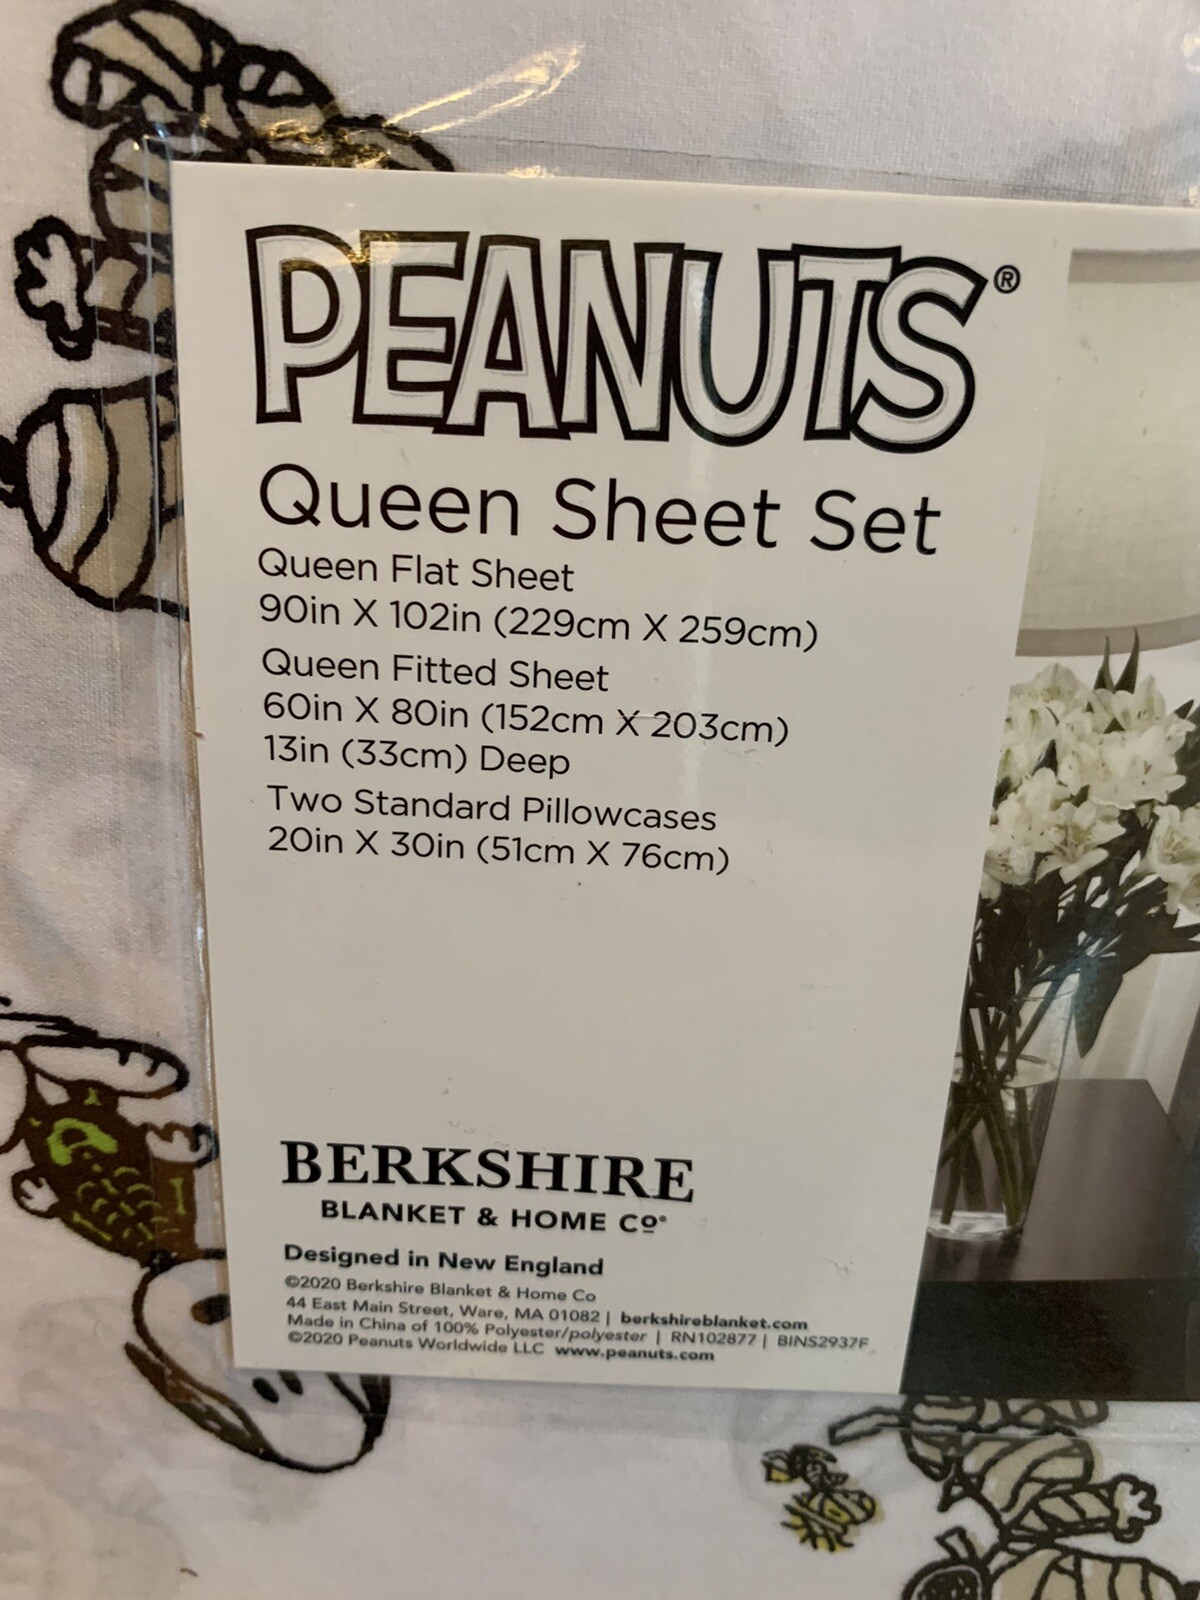 PEANUTS®
Queen Sheet Set
Queen Flat Sheet
90in X 102in (229cm X 259cm)
Queen Fitted Sheet
60in X 80in (152cm X 203cm)
13in (33cm) Deep
Two Standard Pillowcases
20in X 30in (51cm X 76cm)
BERKSHIRE
BLANKET & HOME Cº®
Designed in New England
©2020 Berkshire Blanket & Home Co
44 East Main Street, Ware, MA 01082 | berkshireblanket.com
Made in China of 100% Polyester/polyester | RN102877 | BINS2937F
©2020 Peanuts Worldwide LLC www.peanuts.com